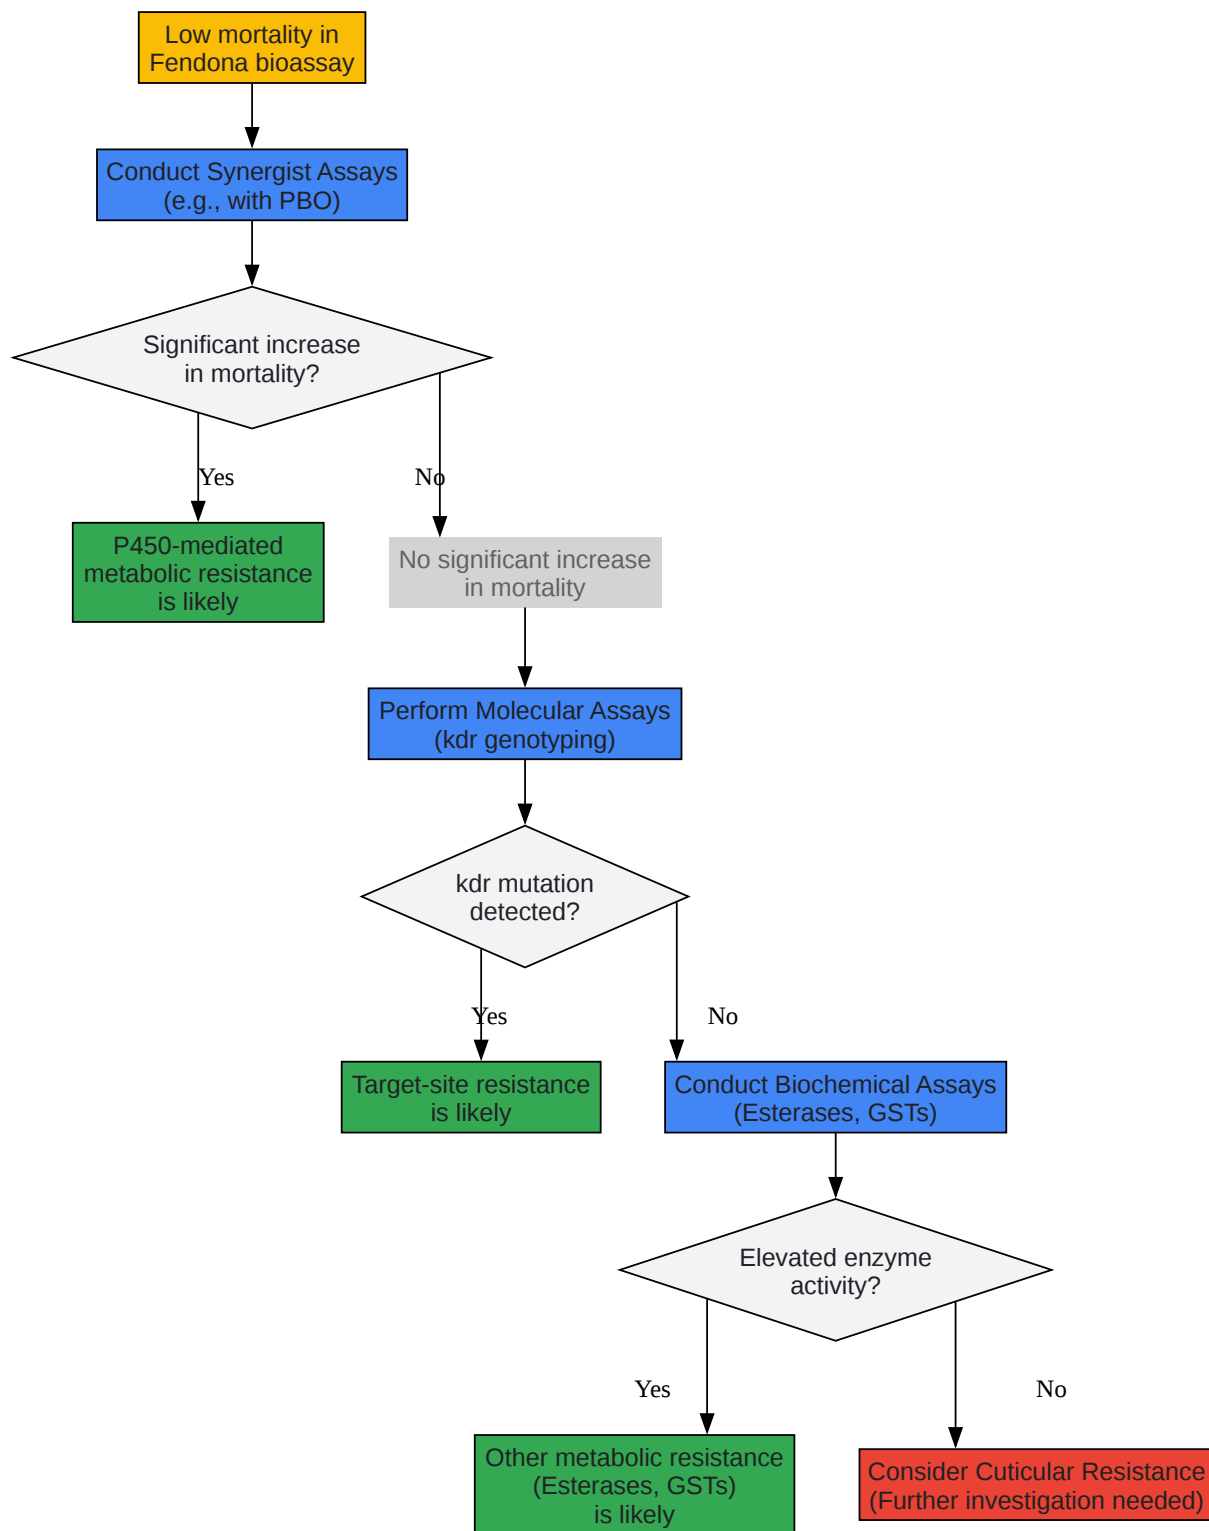 Low mortality in
Fendona bioassay
Conduct Synergist Assays
(e.g., with PBO)
Significant increase
in mortality?
Yes
No
P450-mediated
metabolic resistance
is likely
No significant increase
in mortality
Perform Molecular Assays
(kdr genotyping)
kdr mutation
detected?
Yes
No
Target-site resistance
is likely
Conduct Biochemical Assays
(Esterases, GSTs)
Elevated enzyme
activity?
Yes
No
Other metabolic resistance
(Esterases, GSTs)
is likely
Consider Cuticular Resistance
(Further investigation needed)